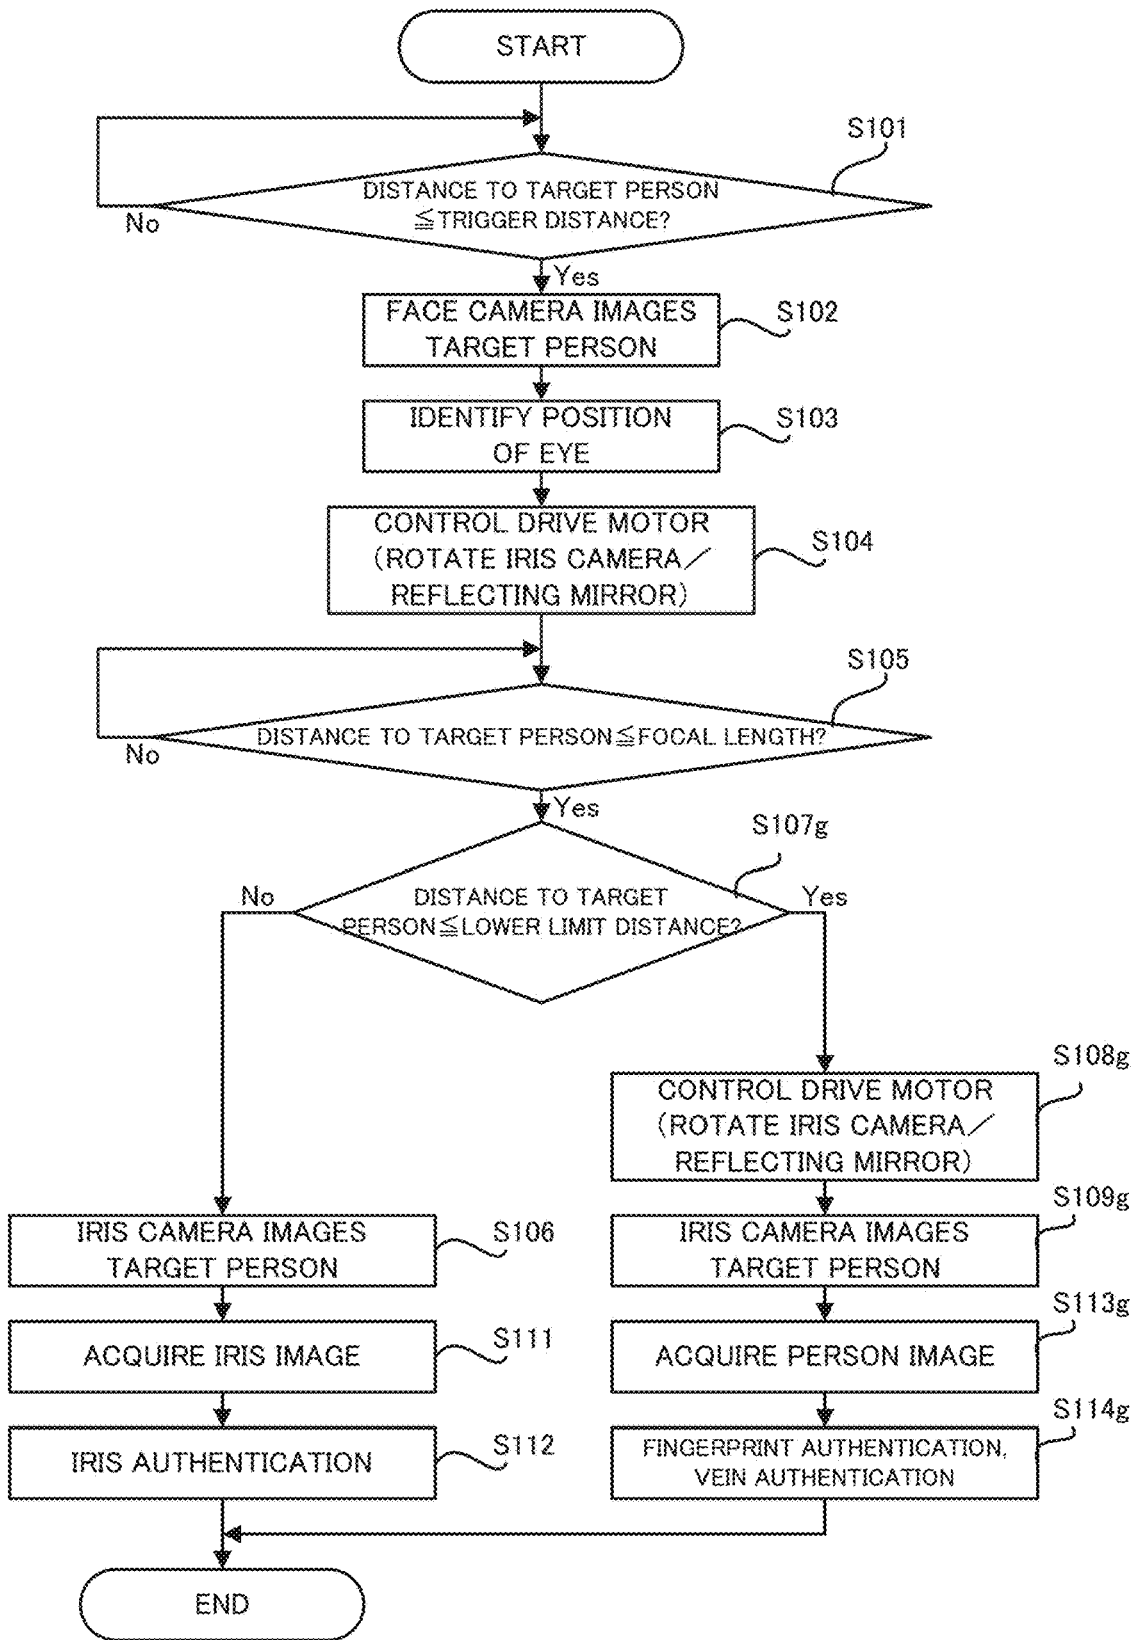 START
S101
DISTANCE TO TARGET PERSON
≦TRIGGER DISTANCE?
No
Yes
FACE CAMERA IMAGES
TARGET PERSON
S102
IDENTIFY POSITION
OF EYE
S103
CONTROL DRIVE MOTOR
(ROTATE IRIS CAMERA/
REFLECTING MIRROR)
S104
S105
DISTANCE TO TARGET PERSON≦FOCAL LENGTH?
No
Yes
S107g
DISTANCE TO TARGET
PERSON≦LOWER LIMIT DISTANCE?
No
Yes
S108g
CONTROL DRIVE MOTOR
(ROTATE IRIS CAMERA/
REFLECTING MIRROR)
IRIS CAMERA IMAGES
TARGET PERSON
S106
IRIS CAMERA IMAGES
TARGET PERSON
S109g
ACQUIRE IRIS IMAGE
S111
ACQUIRE PERSON IMAGE
S113g
IRIS AUTHENTICATION
S112
FINGERPRINT AUTHENTICATION,
VEIN AUTHENTICATION
S114g
END